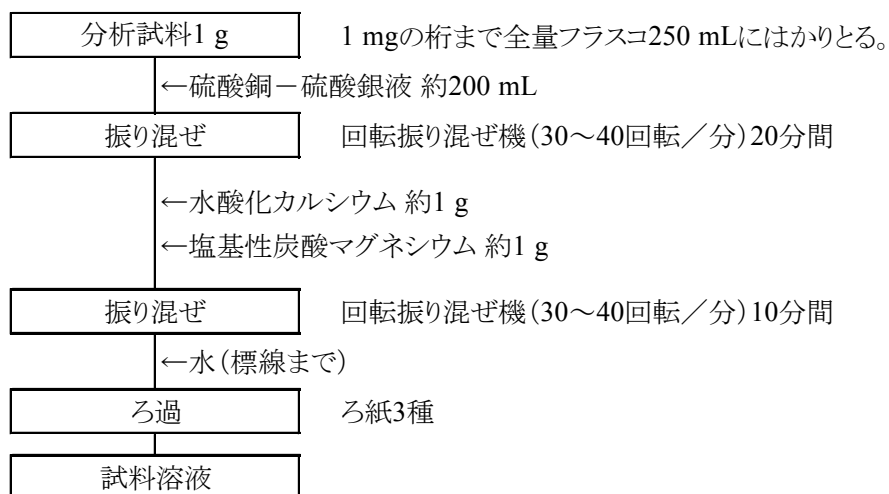 分析試料1 g 1 mgの桁まで全量フラスコ250 mLにはかりとる。
←硫酸銅－硫酸銀液 約200 mL
振り混ぜ 回転振り混ぜ機（30～40回転／分）20分間
←水酸化カルシウム 約1 g
←塩基性炭酸マグネシウム 約1 g
振り混ぜ 回転振り混ぜ機（30～40回転／分）10分間
←水（標線まで）
ろ過 ろ紙3種
試料溶液